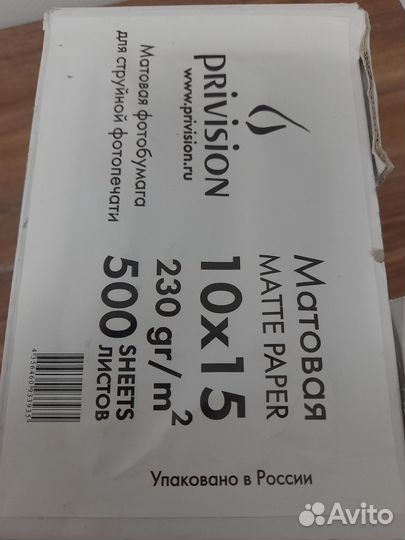 PRIVISION
www.privision.ru
Матовая фотобумага
для струйной фотопечати
Матовая
MATTE PAPER
10x15
230 gr/m²
500 SHEETS
ЛИСТОВ
Упаковано в России
Avito